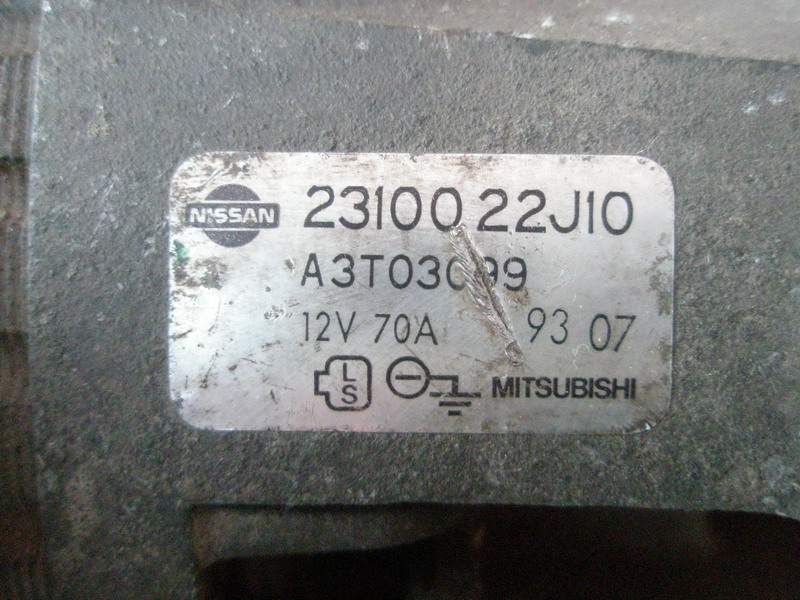 NISSAN 23100 22J10
A3T03099
12V 70A 93 07
L
S
MITSUBISHI